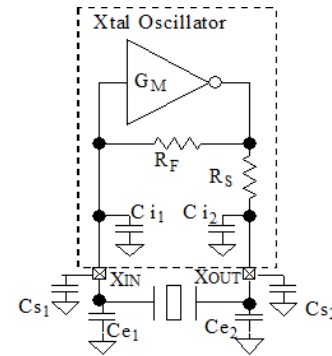 Xtal Oscillator
GM
RF
RS
Ci1 Ci2
XIN XOUT
Cs1 Cs2
Ce1 Ce2